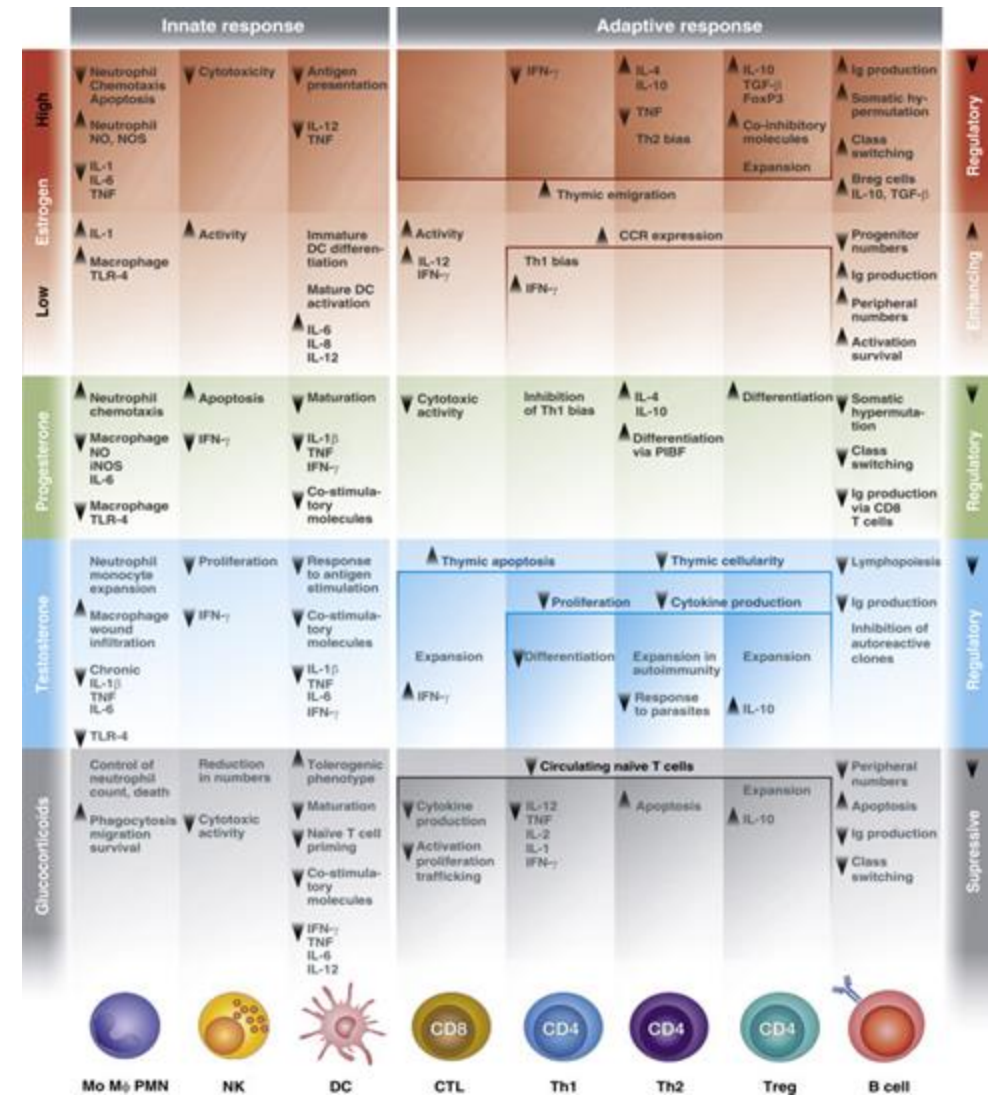 Innate response
Adaptive response
High
Estrogen
Low
Neutrophil
Chemotaxis
Apoptosis
Neutrophil
NO, NOS
IL-1
IL-6
TNF
Cytotoxicity
Antigen
presentation
IL-12
TNF
IFN-γ
IL-4
IL-10
TNF
Th2 bias
IL-10
TGF-β
FoxP3
Co-inhibitory
molecules
Expansion
Thymic emigration
Ig production
Somatic hy-
permutation
Class
switching
Breg cells
IL-10, TGF-β
Regulatory
IL-1
Macrophage
TLR-4
Activity
Immature
DC differen-
tiation
Mature DC
activation
IL-6
IL-8
IL-12
Activity
IL-12
IFN-γ
CCR expression
Th1 bias
IFN-γ
Progenitor
numbers
Ig production
Peripheral
numbers
Activation
survival
Enhancing
Progesterone
Neutrophil
chemotaxis
Macrophage
NO
iNOS
IL-6
Macrophage
TLR-4
Apoptosis
IFN-γ
Maturation
IL-1β
TNF
IFN-γ
Co-stimula-
tory
molecules
Cytotoxic
activity
Inhibition
of Th1 bias
IL-4
IL-10
Differentiation
via PIBF
Differentiation
Somatic
hypermuta-
tion
Class
switching
Ig production
via CD8
T cells
Regulatory
Testosterone
Neutrophil
monocyte
expansion
Macrophage
wound
infiltration
Chronic
IL-1β
TNF
IL-6
TLR-4
Proliferation
IFN-γ
Response
to antigen
stimulation
Co-stimula-
tory
molecules
IL-1β
TNF
IL-6
IFN-γ
Thymic apoptosis
Thymic cellularity
Proliferation
Cytokine production
Expansion
IFN-γ
Differentiation
Expansion in
autoimmunity
Response
to parasites
Expansion
IL-10
Lymphopoiesis
Ig production
Inhibition of
autoreactive
clones
Regulatory
Glucocorticoids
Control of
neutrophil
count, death
Phagocytosis
migration
survival
Reduction
in numbers
Cytotoxic
activity
Tolerogenic
phenotype
Maturation
Naïve T cell
priming
Co-stimula-
tory
molecules
IFN-γ
TNF
IL-6
IL-12
Circulating naïve T cells
Cytokine
production
Activation
proliferation
trafficking
IL-12
TNF
IL-2
IL-1
IFN-γ
Apoptosis
Expansion
IL-10
Peripheral
numbers
Apoptosis
Ig production
Class
switching
Supressive
CD8
CD4
CD4
CD4
Mo Mϕ PMN
NK
DC
CTL
Th1
Th2
Treg
B cell